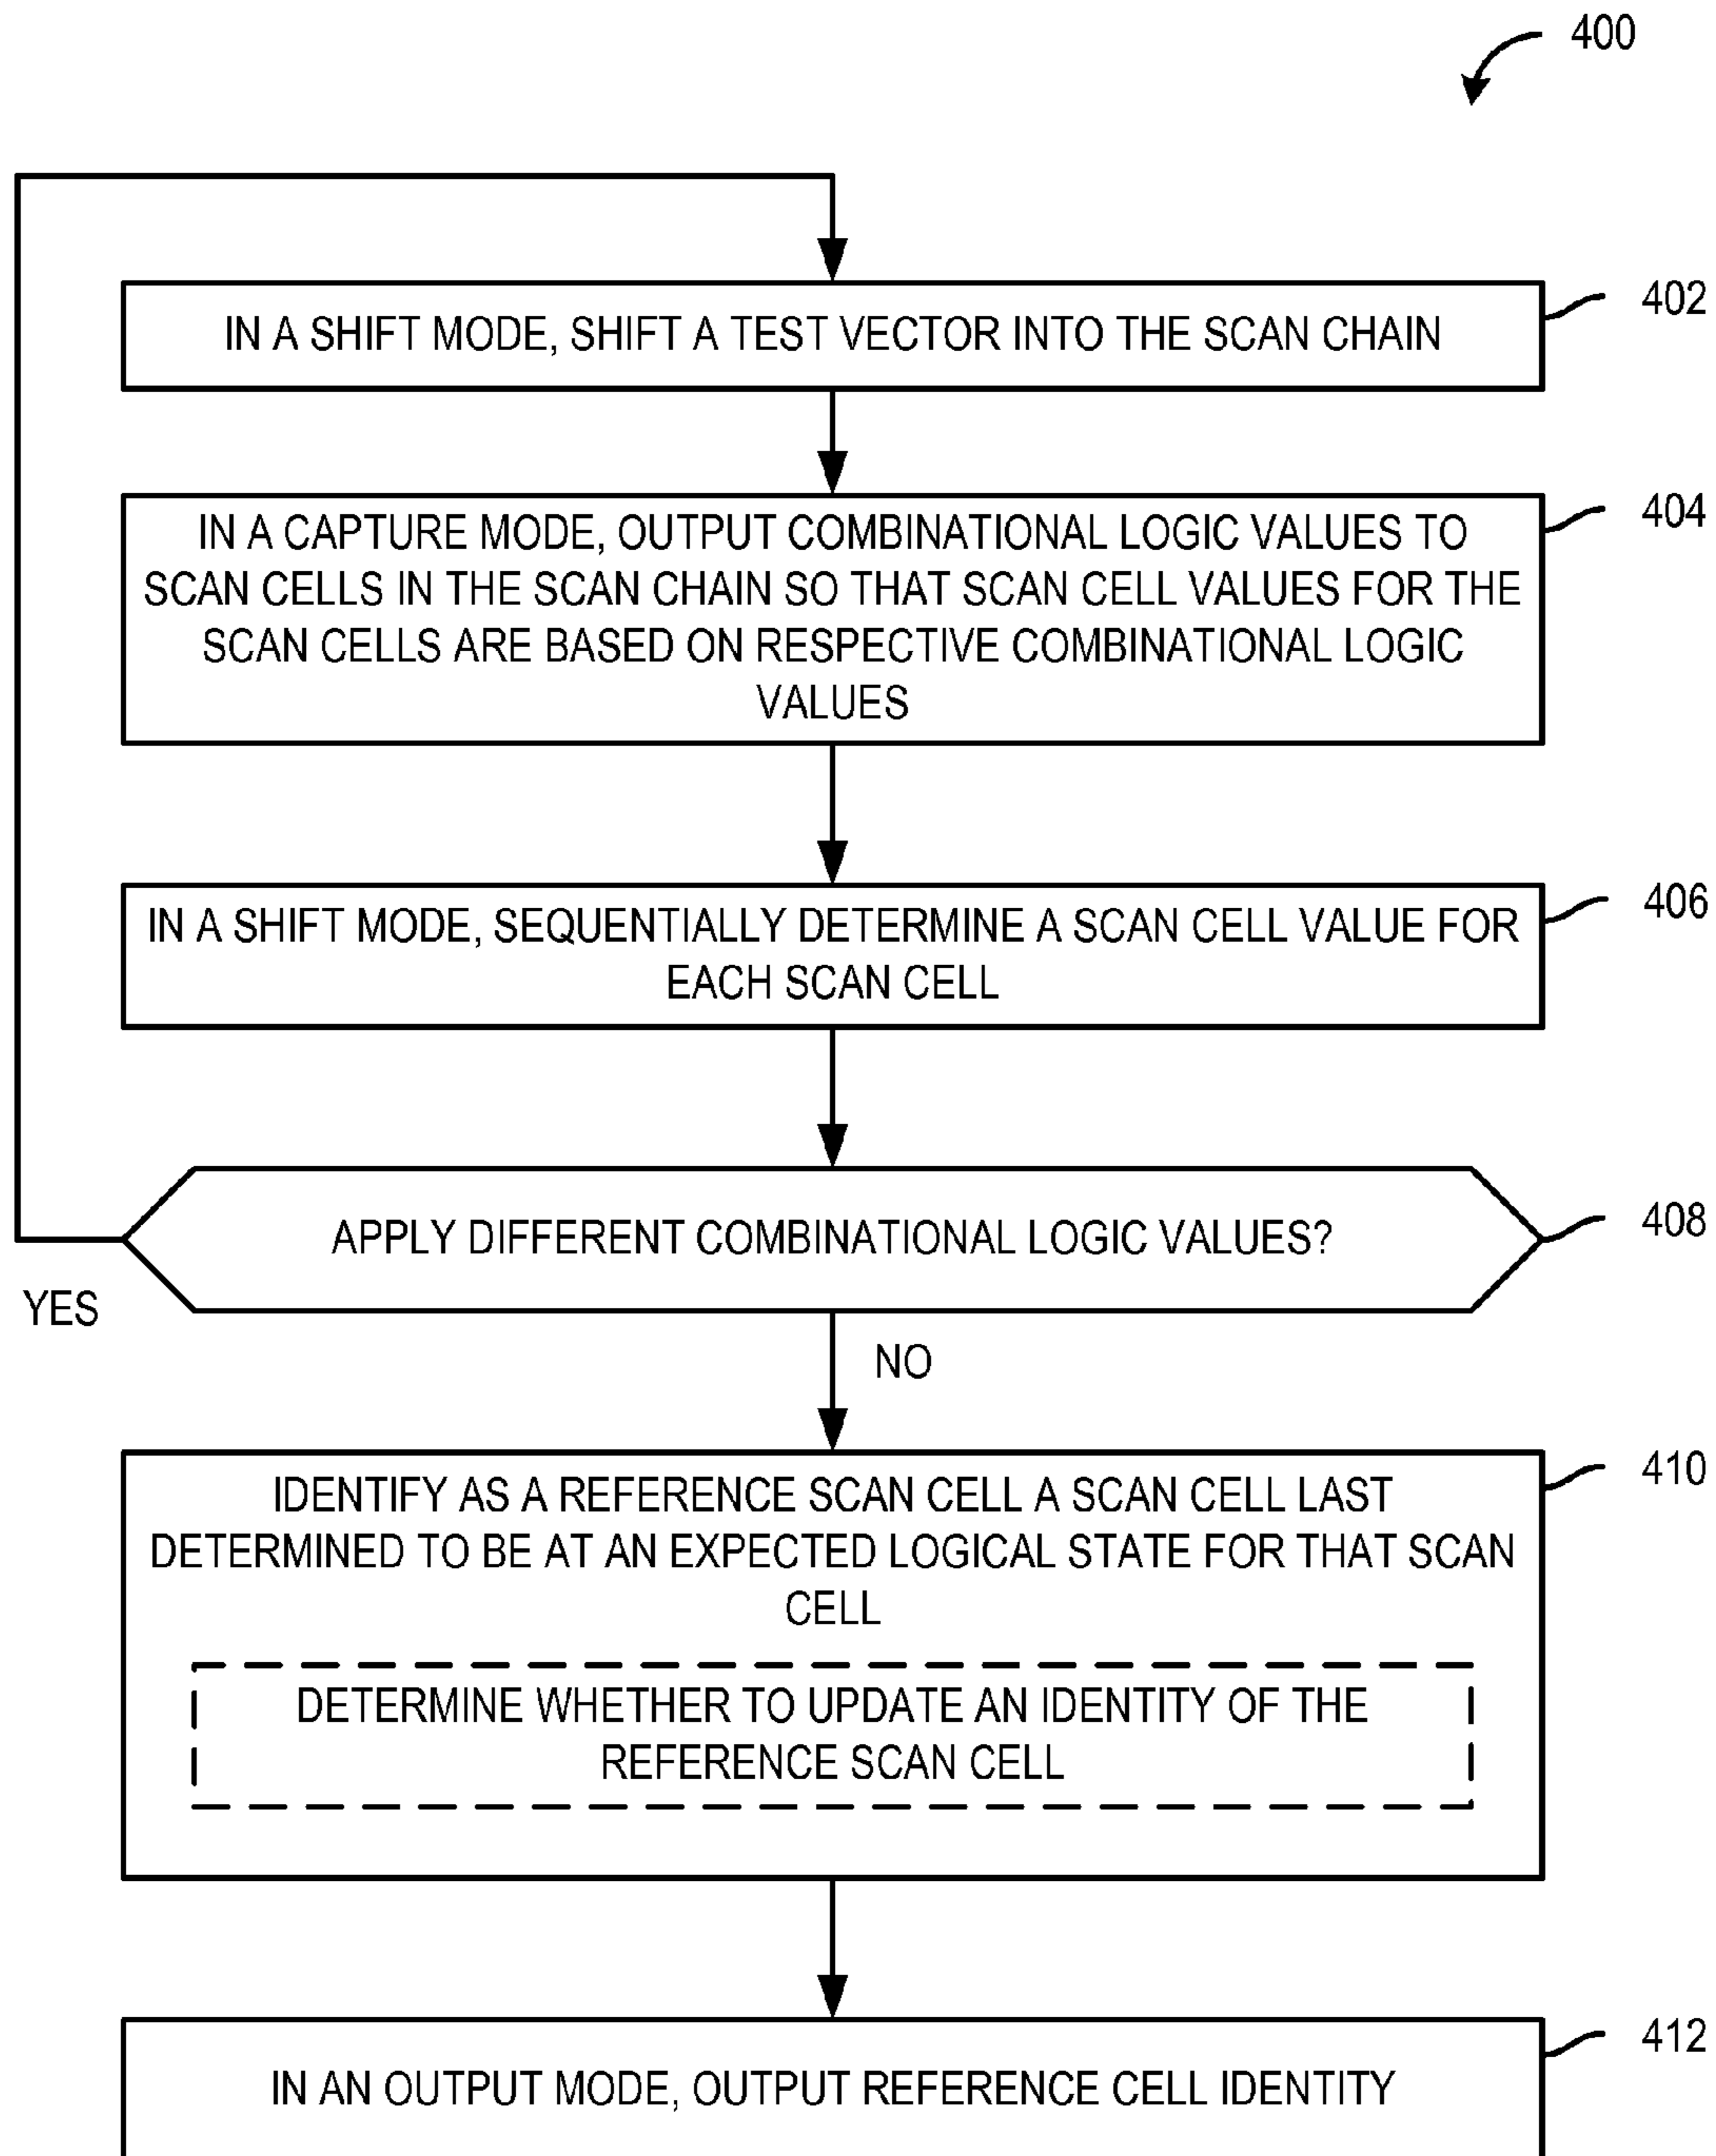 400
IN A SHIFT MODE, SHIFT A TEST VECTOR INTO THE SCAN CHAIN
402
IN A CAPTURE MODE, OUTPUT COMBINATIONAL LOGIC VALUES TO
SCAN CELLS IN THE SCAN CHAIN SO THAT SCAN CELL VALUES FOR THE
SCAN CELLS ARE BASED ON RESPECTIVE COMBINATIONAL LOGIC
VALUES
404
IN A SHIFT MODE, SEQUENTIALLY DETERMINE A SCAN CELL VALUE FOR
EACH SCAN CELL
406
APPLY DIFFERENT COMBINATIONAL LOGIC VALUES?
408
YES
NO
IDENTIFY AS A REFERENCE SCAN CELL A SCAN CELL LAST
DETERMINED TO BE AT AN EXPECTED LOGICAL STATE FOR THAT SCAN
CELL
410
DETERMINE WHETHER TO UPDATE AN IDENTITY OF THE
REFERENCE SCAN CELL
IN AN OUTPUT MODE, OUTPUT REFERENCE CELL IDENTITY
412